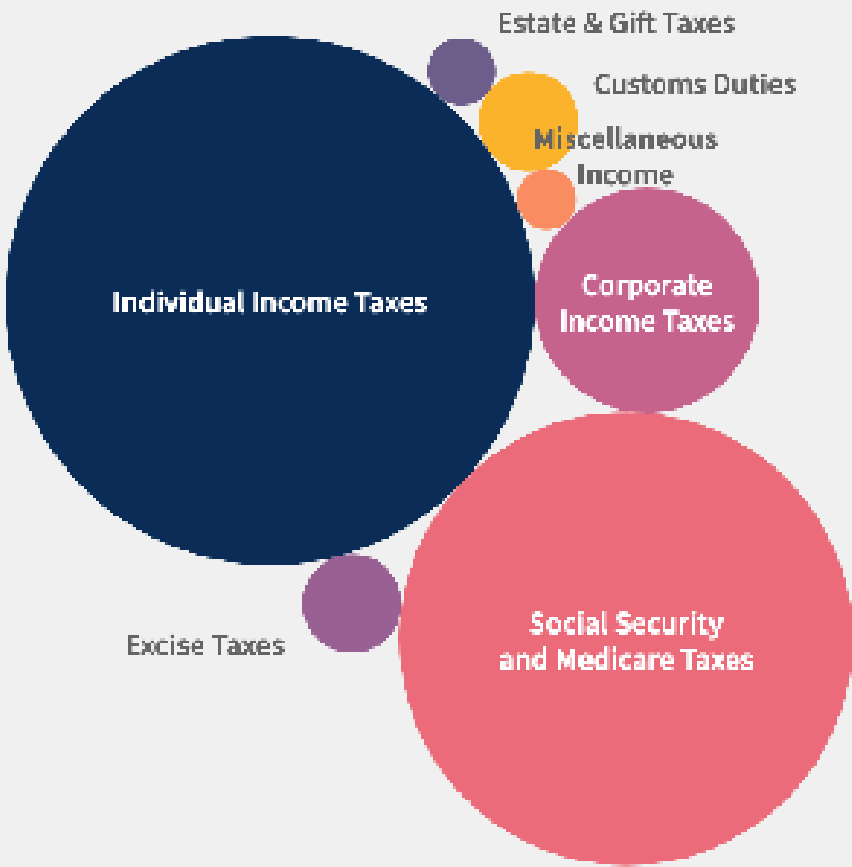 Estate & Gift Taxes
Customs Duties
Miscellaneous
Income
Individual Income Taxes
Corporate
Income Taxes
Excise Taxes
Social Security
and Medicare Taxes